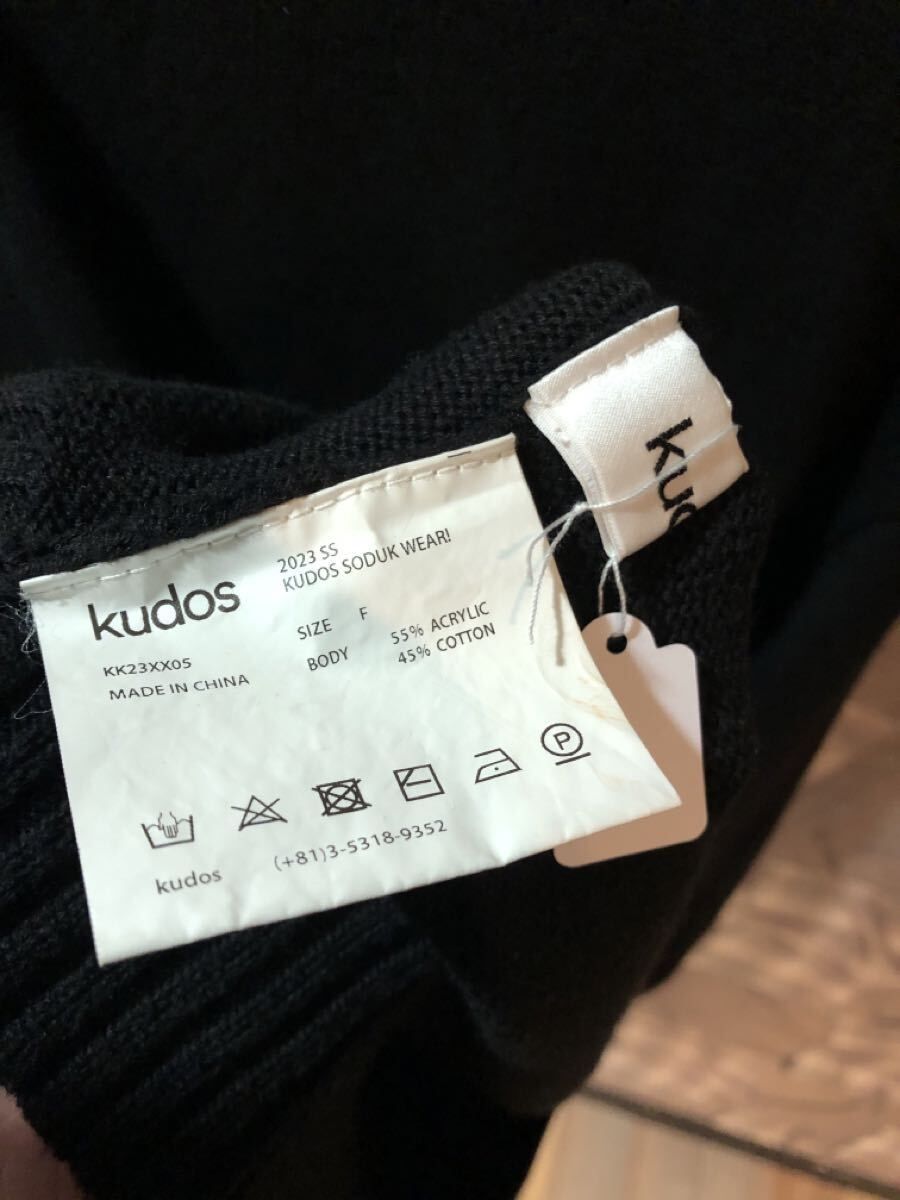 kuc
2023 SS
KUDOS SODUK WEAR!
kudos
SIZE F
BODY 55% ACRYLIC
45% COTTON
KK23XX05
MADE IN CHINA
P
kudos (+81)3-5318-9352